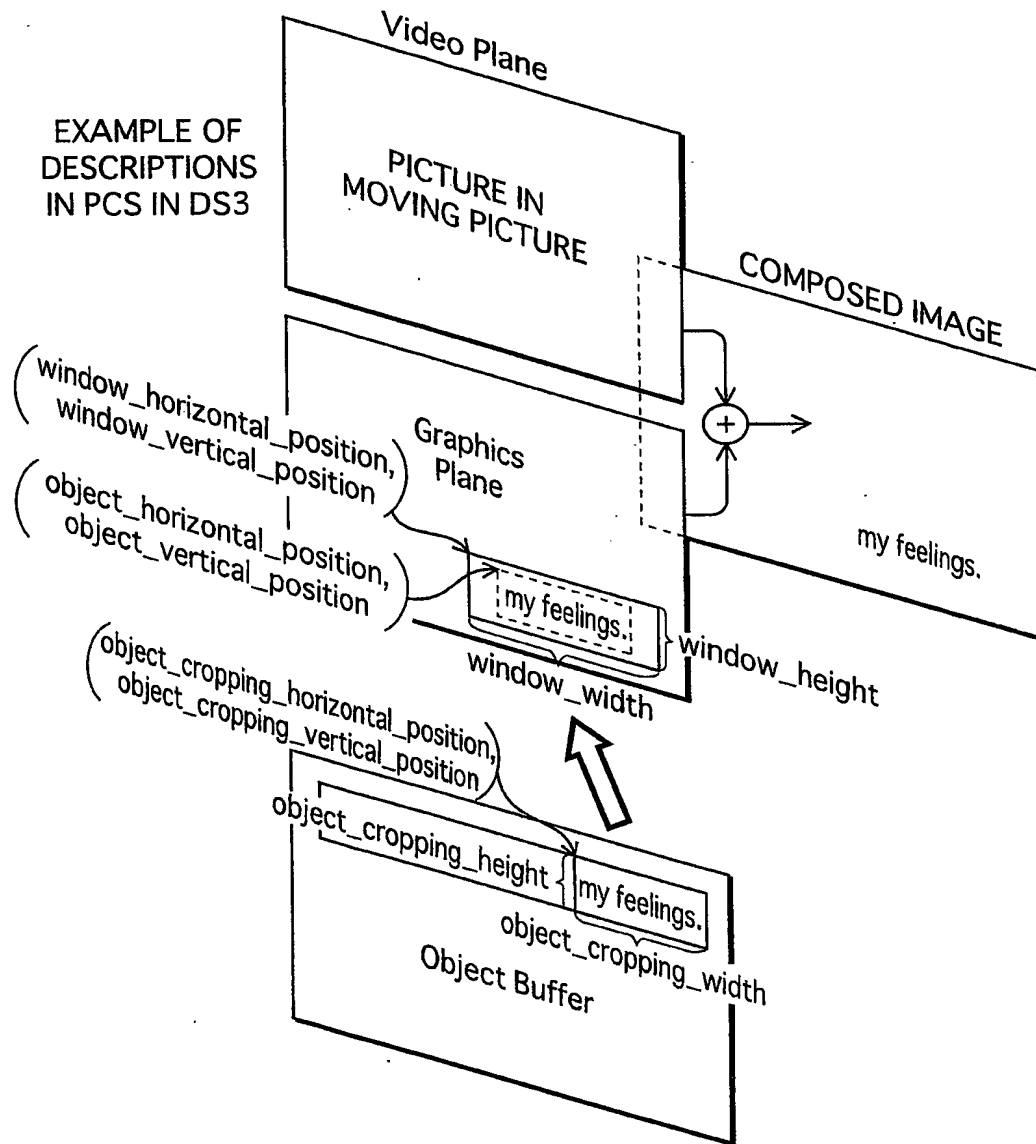 Video Plane
EXAMPLE OF
DESCRIPTIONS
IN PCS IN DS3
PICTURE IN
MOVING PICTURE
COMPOSED IMAGE
window_horizontal_position,
window_vertical_position
Graphics
Plane
object_horizontal_position,
object_vertical_position
+
my feelings.
my feelings.
window_height
window_width
object_cropping_horizontal_position,
object_cropping_vertical_position
object_cropping_height
my feelings.
object_cropping_width
Object Buffer